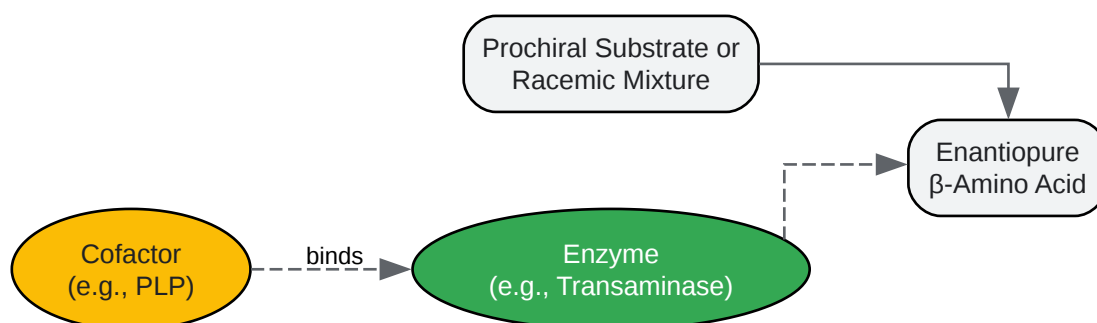 Prochiral Substrate or
Racemic Mixture
Enantiopure
β-Amino Acid
Cofactor
(e.g., PLP)
binds
Enzyme
(e.g., Transaminase)